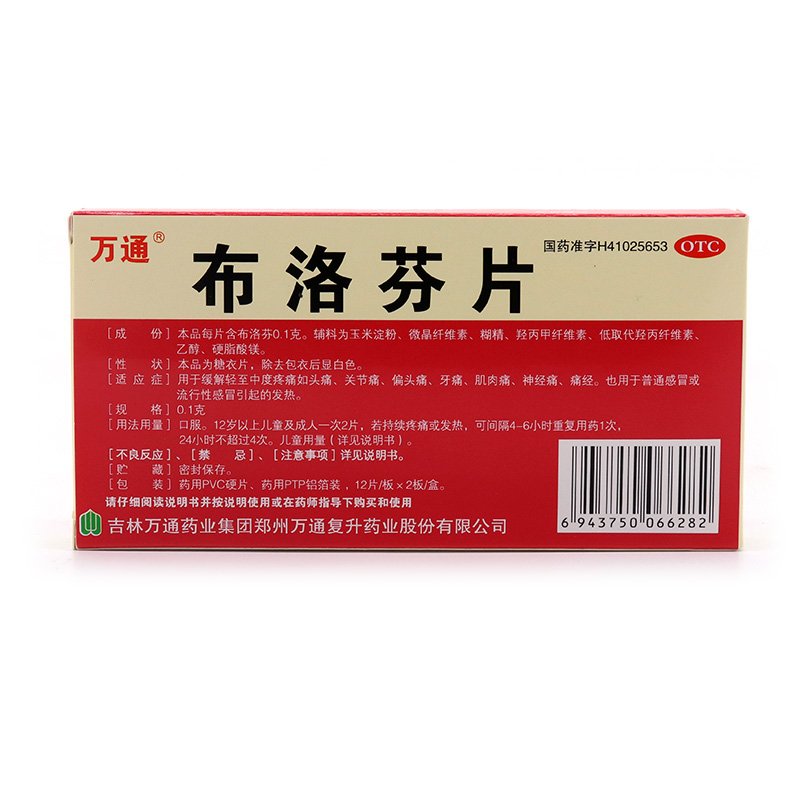 万通®
国药准字H41025653 OTC
布洛芬片
[成 份] 本品每片含布洛芬0.1克。辅料为玉米淀粉、微晶纤维素、糊精、羟丙甲纤维素、低取代羟丙纤维素、
乙醇、硬脂酸镁。
[性 状] 本品为糖衣片，除去包衣后显白色。
[适应症] 用于缓解轻至中度疼痛如头痛、关节痛、偏头痛、牙痛、肌肉痛、神经痛、痛经。也用于普通感冒或
流行性感冒引起的发热。
[规 格] 0.1克
[用法用量] 口服。12岁以上儿童及成人一次2片，若持续疼痛或发热，可间隔4-6小时重复用药1次，
24小时不超过4次。儿童用量（详见说明书）。
[不良反应]、[禁 忌]、[注意事项]详见说明书。
[贮 藏] 密封保存。
[包 装] 药用PVC硬片、药用PTP铝箔装，12片/板×2板/盒。
请仔细阅读说明书并按说明使用或在药师指导下购买和使用
吉林万通药业集团郑州万通复升药业股份有限公司
6 943750 066282